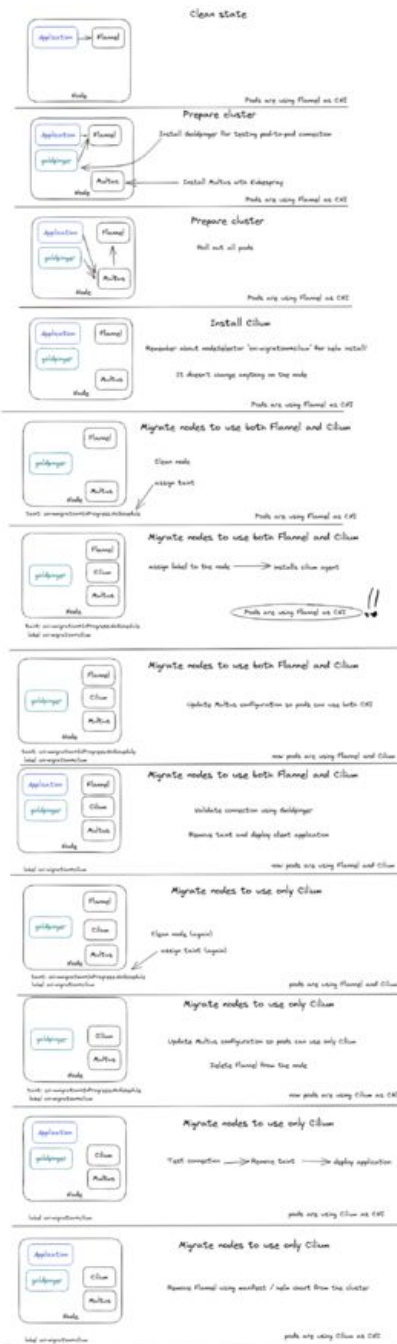 Clean state
Application
Flannel
Node
Pods are using Flannel as CNI
Prepare cluster
Application
Flannel
Install Goldpinger for testing pod-to-pod connection
goldpinger
Multus
Install Multus with Kubespray
Node
Pods are using Flannel as CNI
Prepare cluster
Application
Flannel
Roll out all pods
goldpinger
Multus
Node
Pods are using Flannel as CNI
Install Cilium
Application
Flannel
Remember about nodeSelector "cni-migration=cilium" for helm install!
goldpinger
It doesn't change anything on the node
Multus
Node
Pods are using Flannel as CNI
Migrate nodes to use both Flannel and Cilium
Flannel
goldpinger
Clean node
Multus
assign taint
Node
Pods are using Flannel as CNI
Migrate nodes to use both Flannel and Cilium
Flannel
goldpinger
Cilium
assign label to the node
installs cilium agent
Multus
Node
Pods are using Flannel as CNI
!!
Migrate nodes to use both Flannel and Cilium
Flannel
goldpinger
Cilium
Update Multus configuration so pods can use both CNI
Multus
Node
now pods are using Flannel and Cilium
Migrate nodes to use both Flannel and Cilium
Application
Flannel
goldpinger
Cilium
Validate connection using Goldpinger
Multus
Remove taint and deploy client application
Node
now pods are using Flannel and Cilium
Migrate nodes to use only Cilium
Flannel
goldpinger
Cilium
Clean node (again)
Multus
assign taint (again)
Node
pods are using Flannel and Cilium
Migrate nodes to use only Cilium
goldpinger
Cilium
Update Multus configuration so pods can use only Cilium
Multus
Delete Flannel from the node
Node
now pods are using Cilium as CNI
Migrate nodes to use only Cilium
Application
goldpinger
Cilium
Test connection
Remove taint
deploy application
Multus
Node
pods are using Cilium as CNI
Migrate nodes to use only Cilium
Application
goldpinger
Cilium
Remove Flannel using manifest / helm chart from the cluster
Multus
Node
pods are using Cilium as CNI